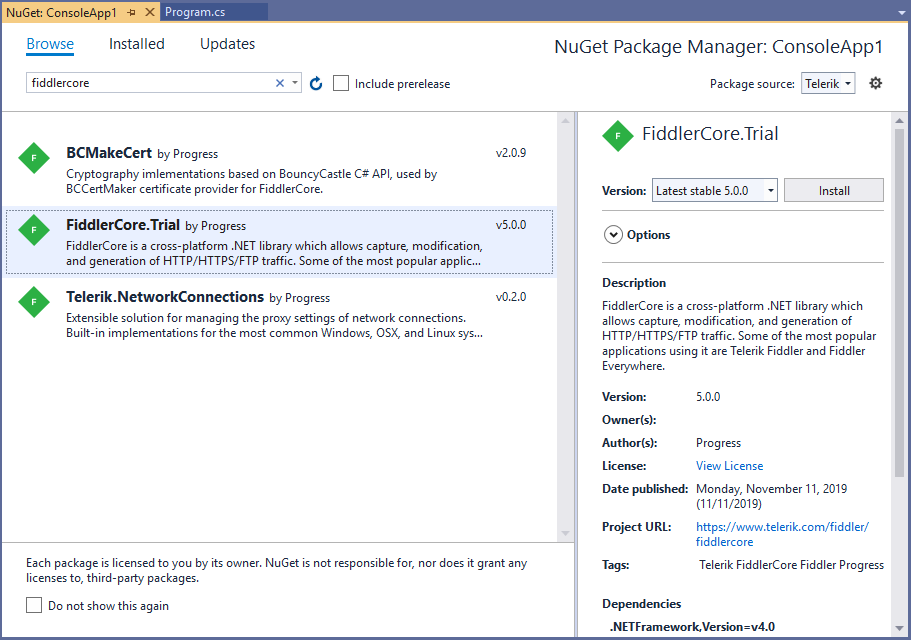 NuGet: ConsoleApp1
Program.cs
Browse
Installed
Updates
NuGet Package Manager: ConsoleApp1
fiddlercore
Include prerelease
Package source:
Telerik
F
BCMakeCert by Progress
v2.0.9
Cryptography imlementations based on BouncyCastle C# API, used by
BCCertMaker certificate provider for FiddlerCore.
F
FiddlerCore.Trial by Progress
v5.0.0
FiddlerCore is a cross-platform .NET library which allows capture, modification,
and generation of HTTP/HTTPS/FTP traffic. Some of the most popular applic...
F
Telerik.NetworkConnections by Progress
v0.2.0
Extensible solution for managing the proxy settings of network connections.
Built-in implementations for the most common Windows, OSX, and Linux sys...
Each package is licensed to you by its owner. NuGet is not responsible for, nor does it grant any
licenses to, third-party packages.
Do not show this again
F
FiddlerCore.Trial
Version:
Latest stable 5.0.0
Install
Options
Description
FiddlerCore is a cross-platform .NET library which
allows capture, modification, and generation of
HTTP/HTTPS/FTP traffic. Some of the most popular
applications using it are Telerik Fiddler and Fiddler
Everywhere.
Version: 5.0.0
Owner(s):
Author(s): Progress
License: View License
Date published: Monday, November 11, 2019
(11/11/2019)
Project URL: https://www.telerik.com/fiddler/
fiddlercore
Tags: Telerik FiddlerCore Fiddler Progress
Dependencies
.NETFramework,Version=v4.0